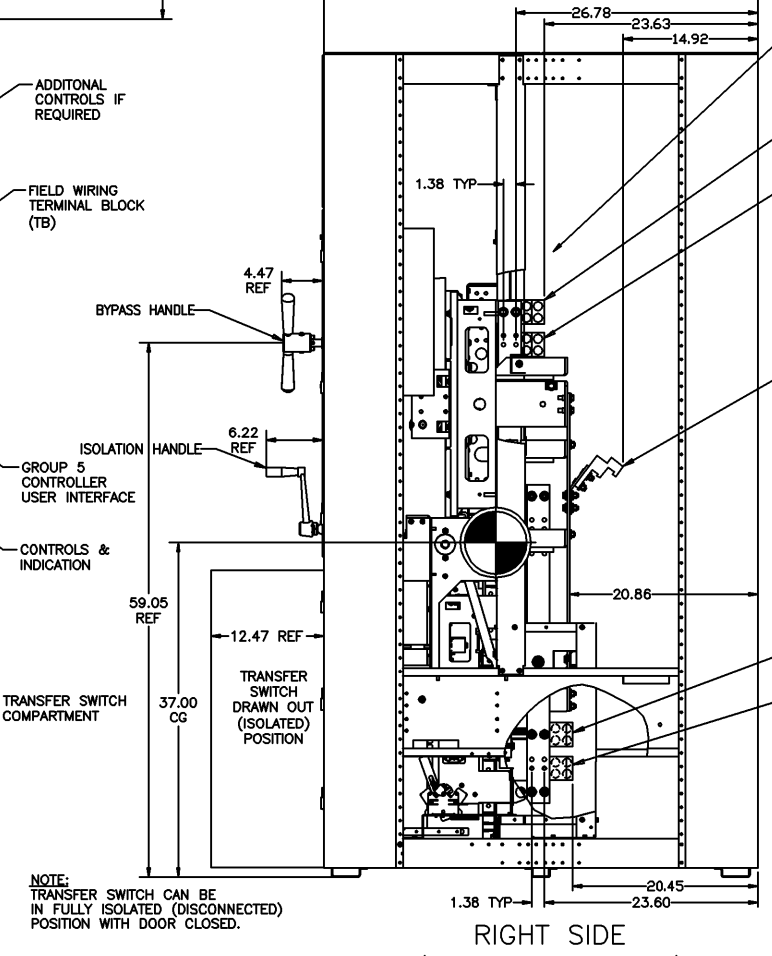 26.78
23.63
14.92
ADDITONAL
CONTROLS IF
REQUIRED
1.38 TYP
FIELD WIRING
TERMINAL BLOCK
(TB)
4.47
REF
BYPASS HANDLE
6.22
REF
ISOLATION HANDLE
GROUP 5
CONTROLLER
USER INTERFACE
CONTROLS &
INDICATION
59.05
REF
20.86
12.47 REF
TRANSFER
SWITCH
DRAWN OUT
(ISOLATED)
POSITION
TRANSFER SWITCH
COMPARTMENT
37.00
CG
NOTE:
TRANSFER SWITCH CAN BE
IN FULLY ISOLATED (DISCONNECTED)
POSITION WITH DOOR CLOSED.
20.45
1.38 TYP
23.60
RIGHT SIDE